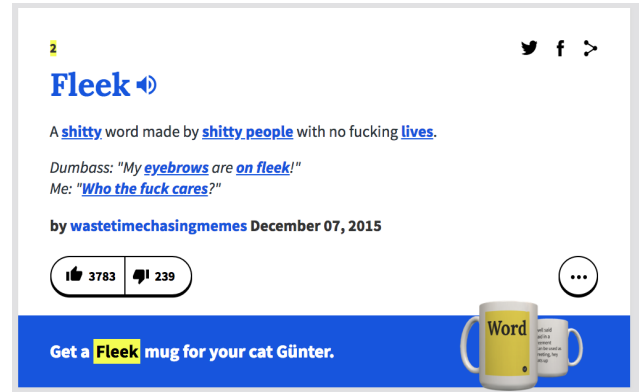 2
Fleek
A shitty word made by shitty people with no fucking lives.
Dumbass: "My eyebrows are on fleek!"
Me: "Who the fuck cares?"
by wastetimechasingmemes December 07, 2015
3783 239
Get a Fleek mug for your cat Günter.
Word